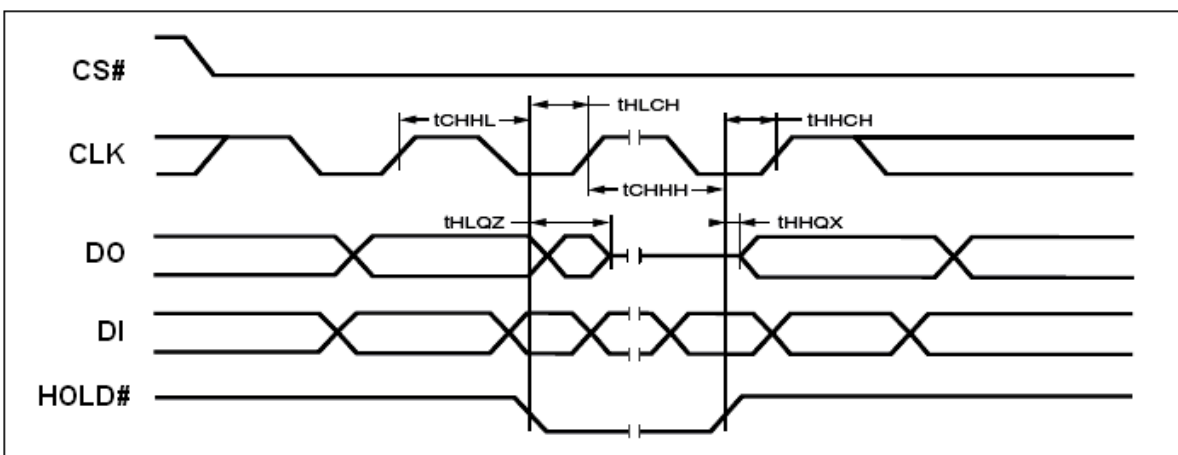 CS#
tHLCH
tCHHL
tHHCH
CLK
tCHHH
tHLQZ
tHHQX
DO
DI
HOLD#